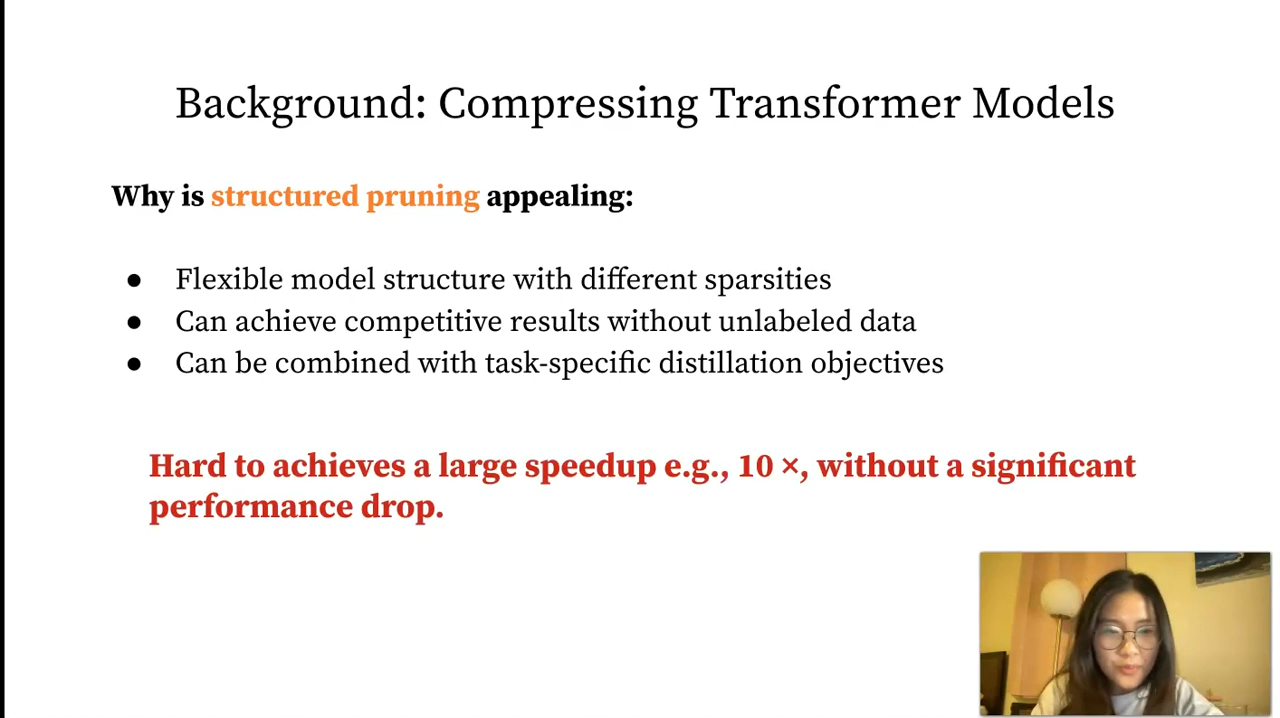 Background: Compressing Transformer Models
Why is structured pruning appealing:
● Flexible model structure with different sparsities
● Can achieve competitive results without unlabeled data
● Can be combined with task-specific distillation objectives
Hard to achieves a large speedup e.g., 10 ×, without a significant
performance drop.